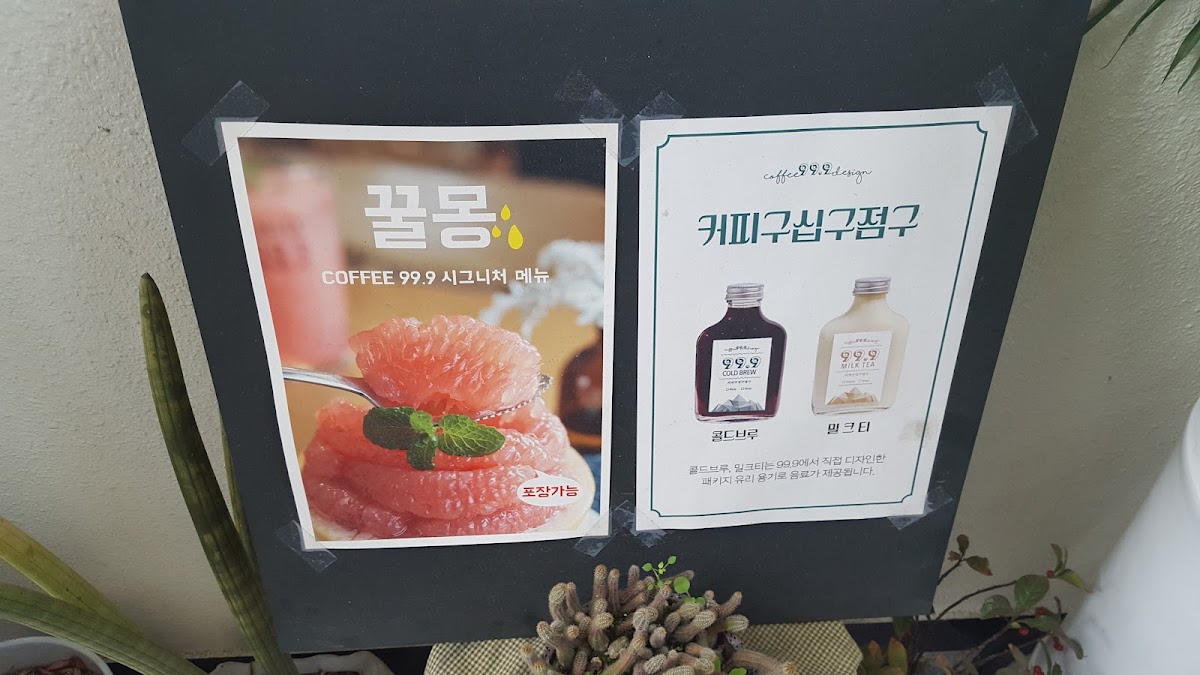 꿀몽
COFFEE 99.9 시그니처 메뉴
포장가능
coffee 99.9 design
커피구십구점구
99.9
COLD BREW
99.9
MILK TEA
콜드브루
밀크티
콜드브루, 밀크티는 99.9에서 직접 디자인한
패키지 유리 용기로 음료가 제공됩니다.